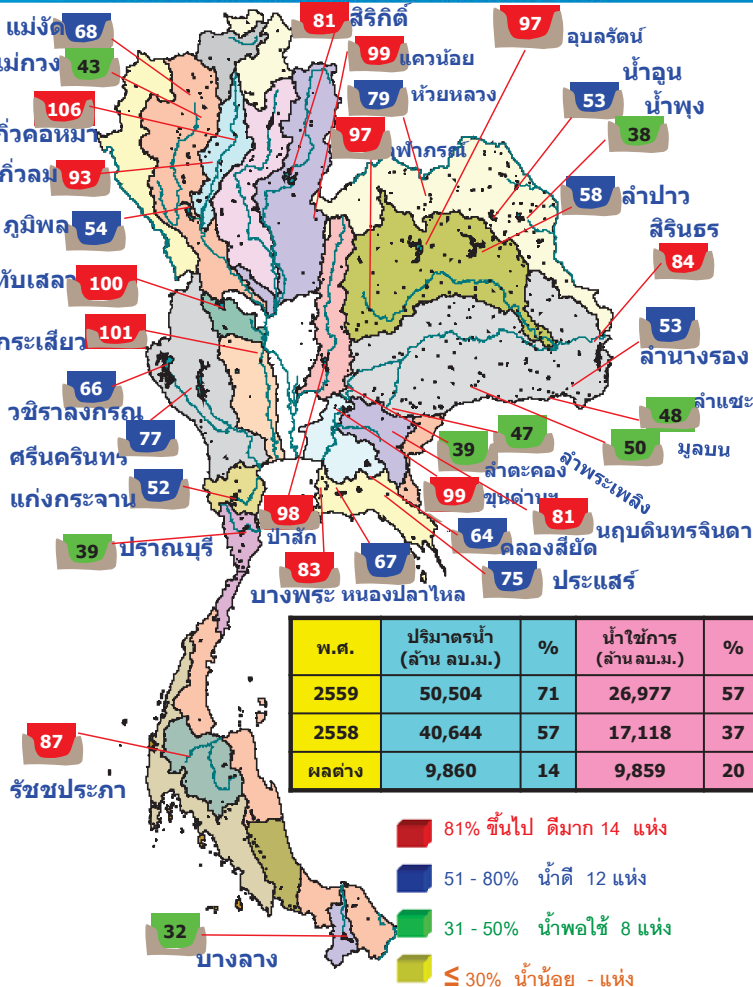 81 สิริกิติ์
97 อุบลรัตน์
แม่งัด 68
แม่กวง 43
99 แควน้อย
79 ห้วยหลวง
น้ำอูน
53 น้ำพุง
38
106
กิ่วคอหมา
97 ฬาภรณ์
กิ่วลม 93
58 ลำปาว
ภูมิพล 54
สิรินธร
84
ทับเสลา 100
กระเสียว 101
53
ลำนางรอง
66
วชิราลงกรณ
77
ศรีนครินทร์
48 ลำแชะ
50 มูลบน
39 47
ลำตะคอง
ลำพระเพลิง
99
ขุนด่านฯ
81 นฤบดินทรจินดา
แก่งกระจาน 52
98
ป่าสัก
64
คลองสียัด
39 ปราณบุรี
83
บางพระ
67
หนองปลาไหล
75 ประแสร์
พ.ศ. ปริมาตรน้ำ (ล้าน ลบ.ม.) % น้ำใช้การ (ล้าน ลบ.ม.) %
2559 50,504 71 26,977 57
2558 40,644 57 17,118 37
ผลต่าง 9,860 14 9,859 20
87
รัชชประภา
81% ขึ้นไป ดีมาก 14 แห่ง
51 - 80% น้ำดี 12 แห่ง
31 - 50% น้ำพอใช้ 8 แห่ง
≤ 30% น้ำน้อย - แห่ง
32
บางลาง